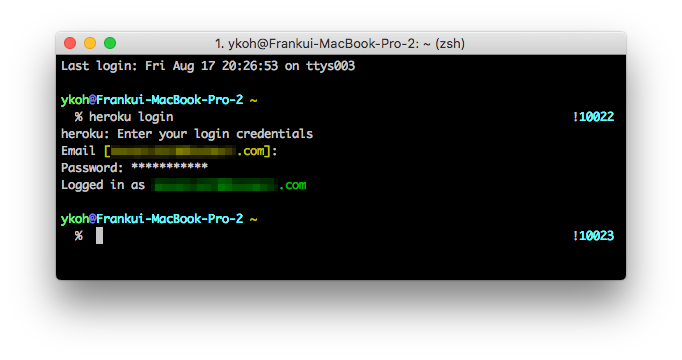 1. ykoh@Frankui-MacBook-Pro-2: ~ (zsh)
Last login: Fri Aug 17 20:26:53 on ttys003
ykoh@Frankui-MacBook-Pro-2 ~
% heroku login !10022
heroku: Enter your login credentials
Email [.com]:
Password: ***********
Logged in as .com
ykoh@Frankui-MacBook-Pro-2 ~
% !10023